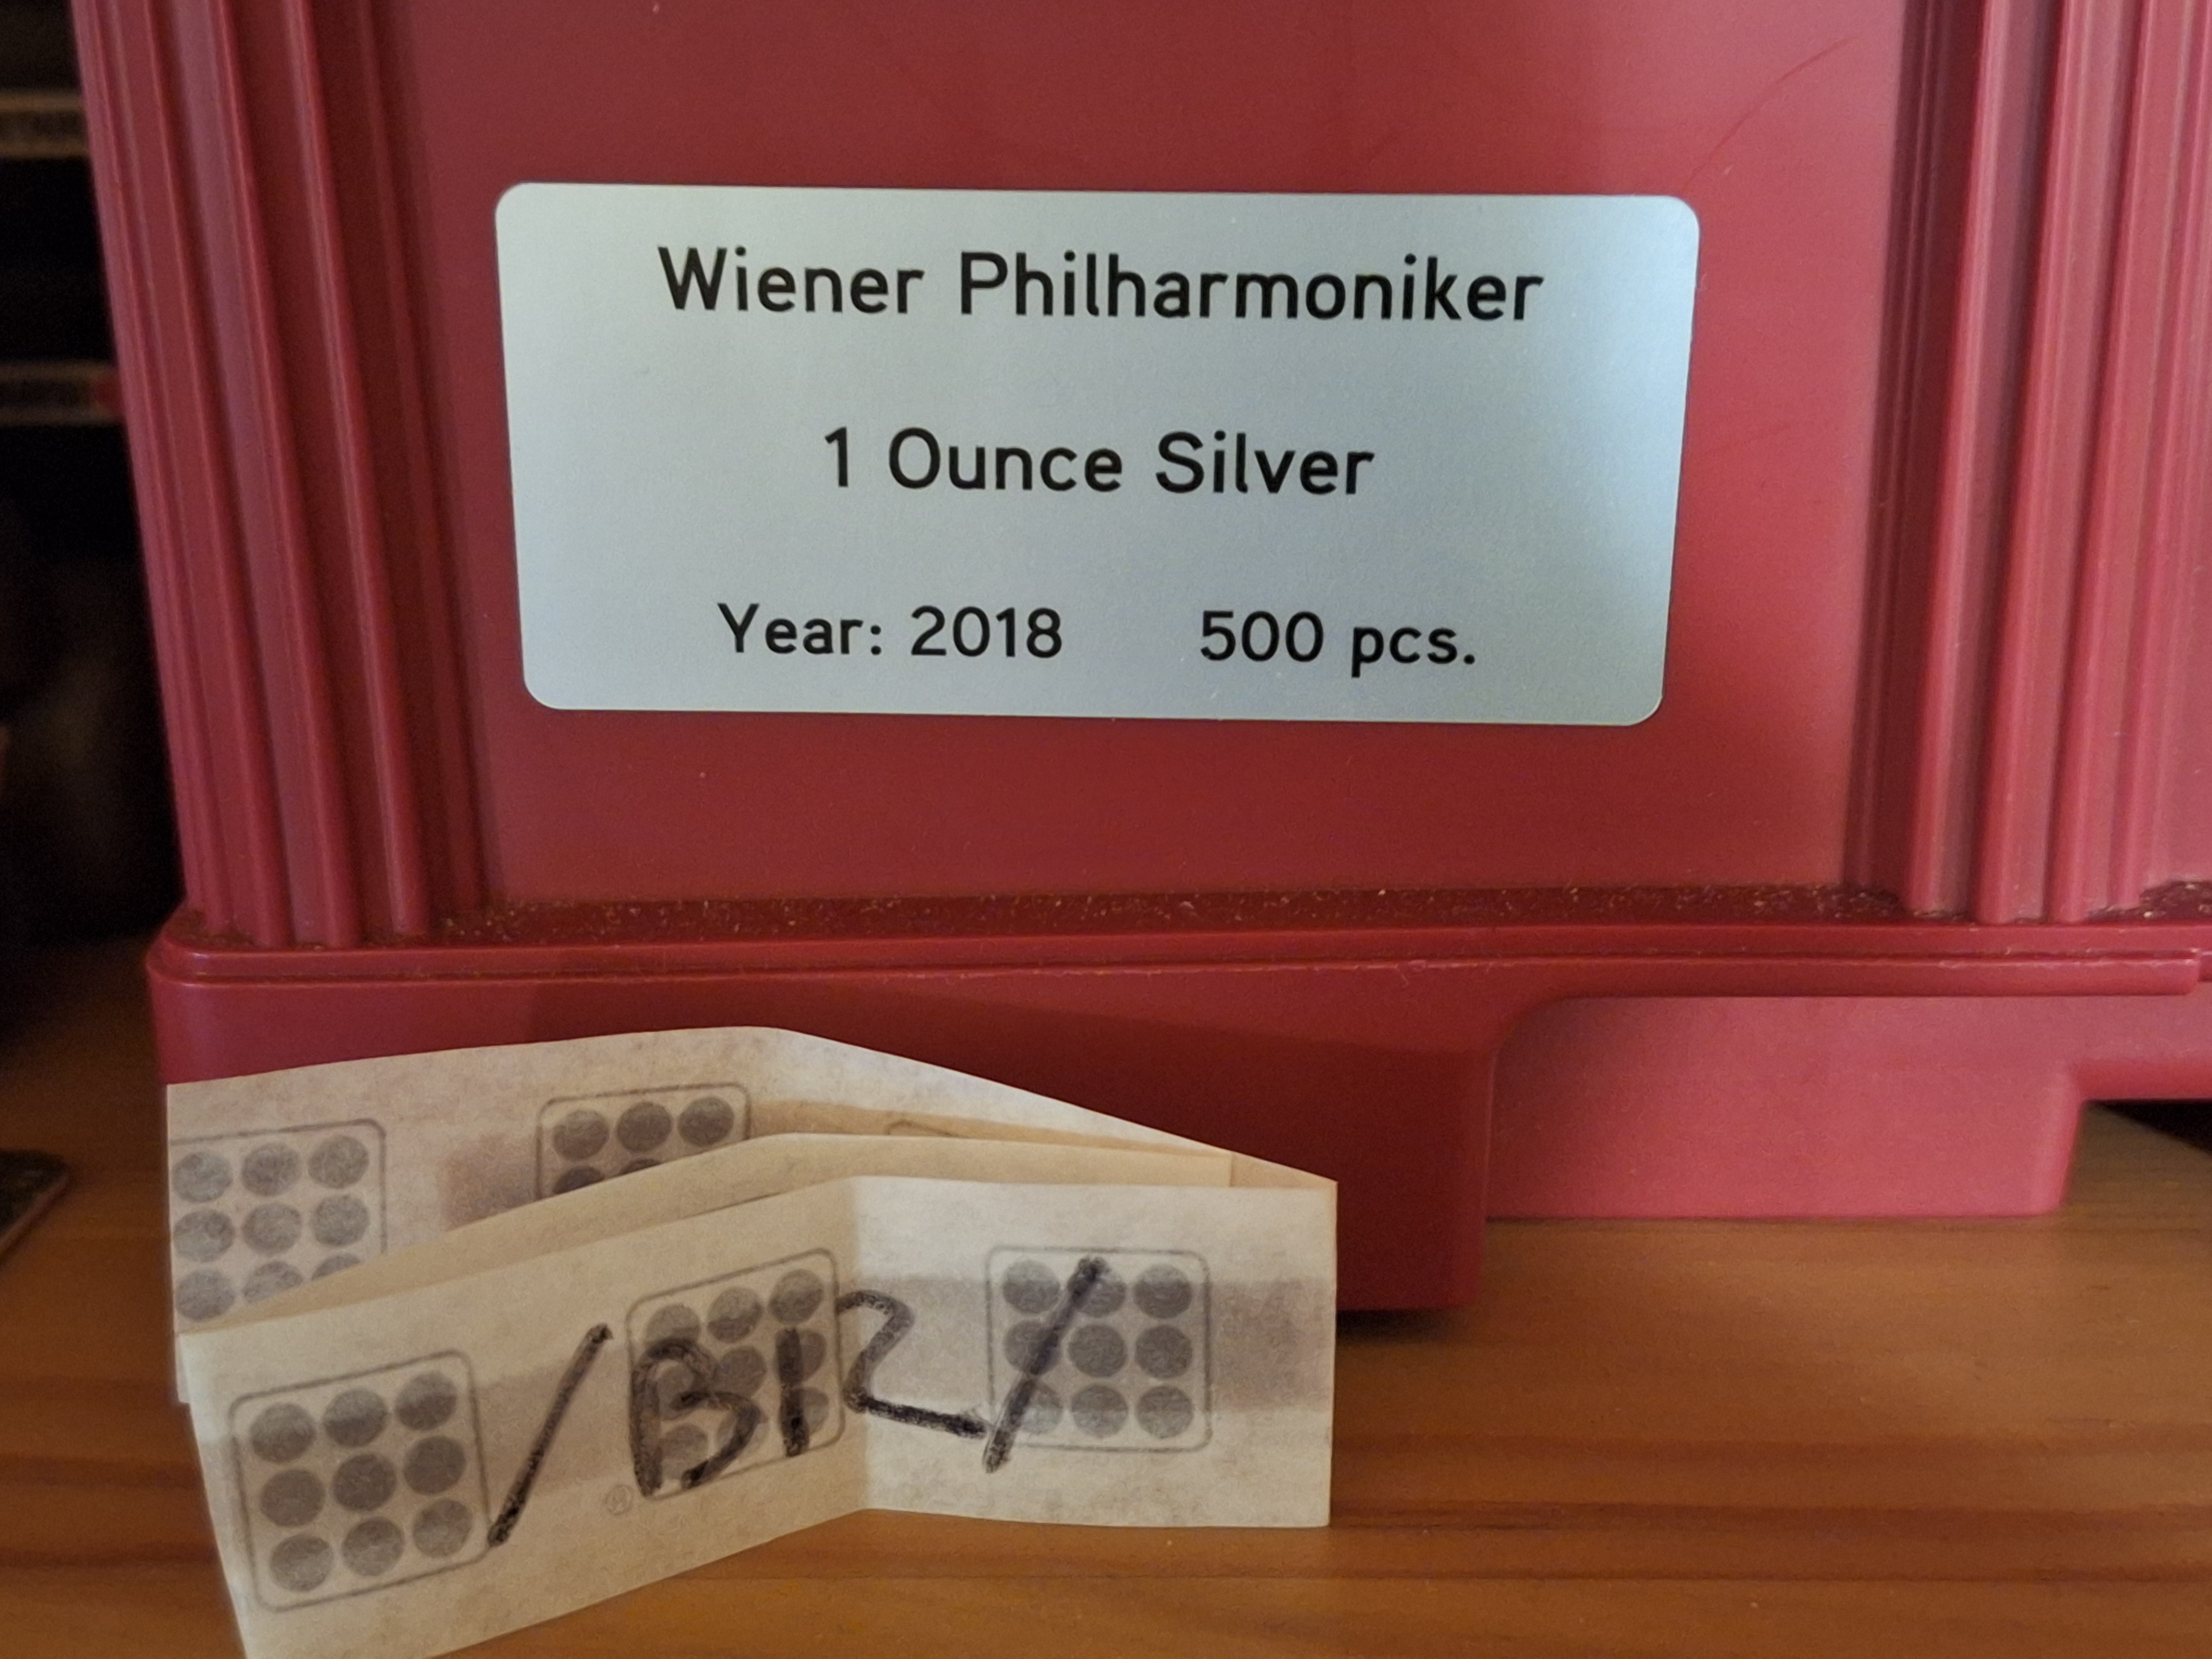 Wiener Philharmoniker
1 Ounce Silver
Year: 2018 500 pcs.
/B12/
®